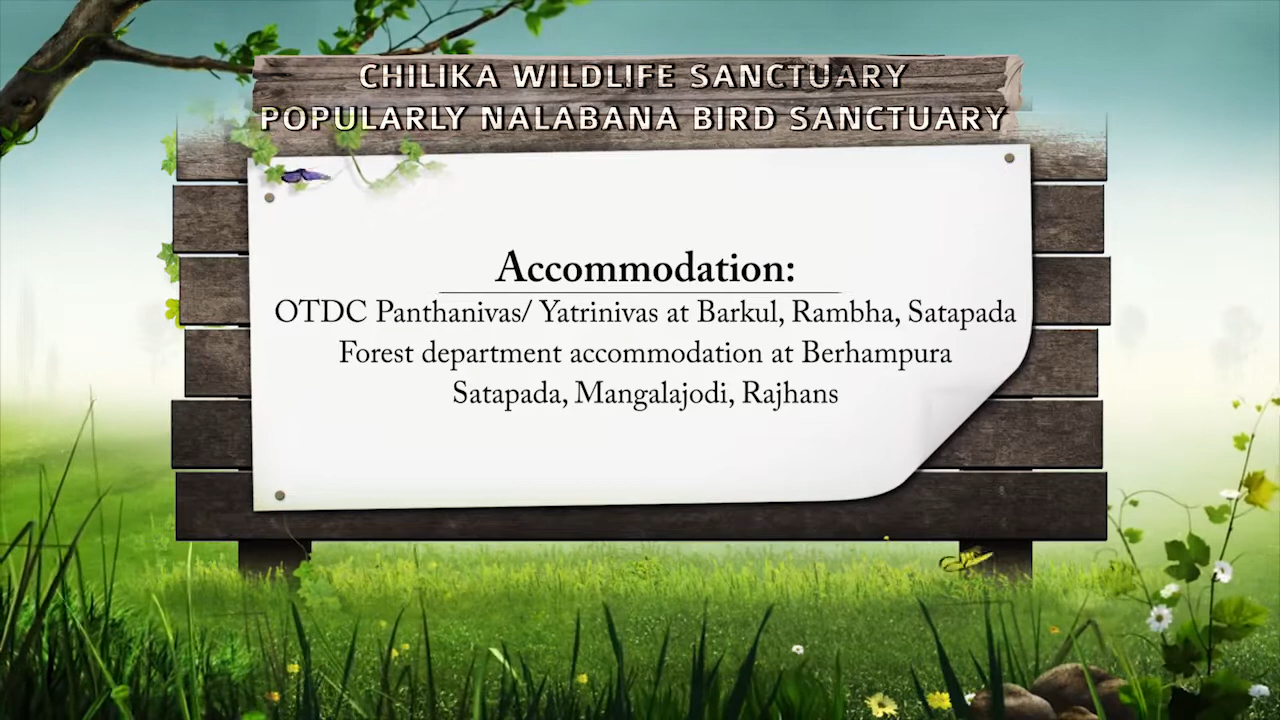 CHILIKA WILDLIFE SANCTUARY
POPULARLY NALABANA BIRD SANCTUARY
Accommodation:
OTDC Panthanivas/ Yatrinivas at Barkul, Rambha, Satapada
Forest department accommodation at Berhampura
Satapada, Mangalajodi, Rajhans